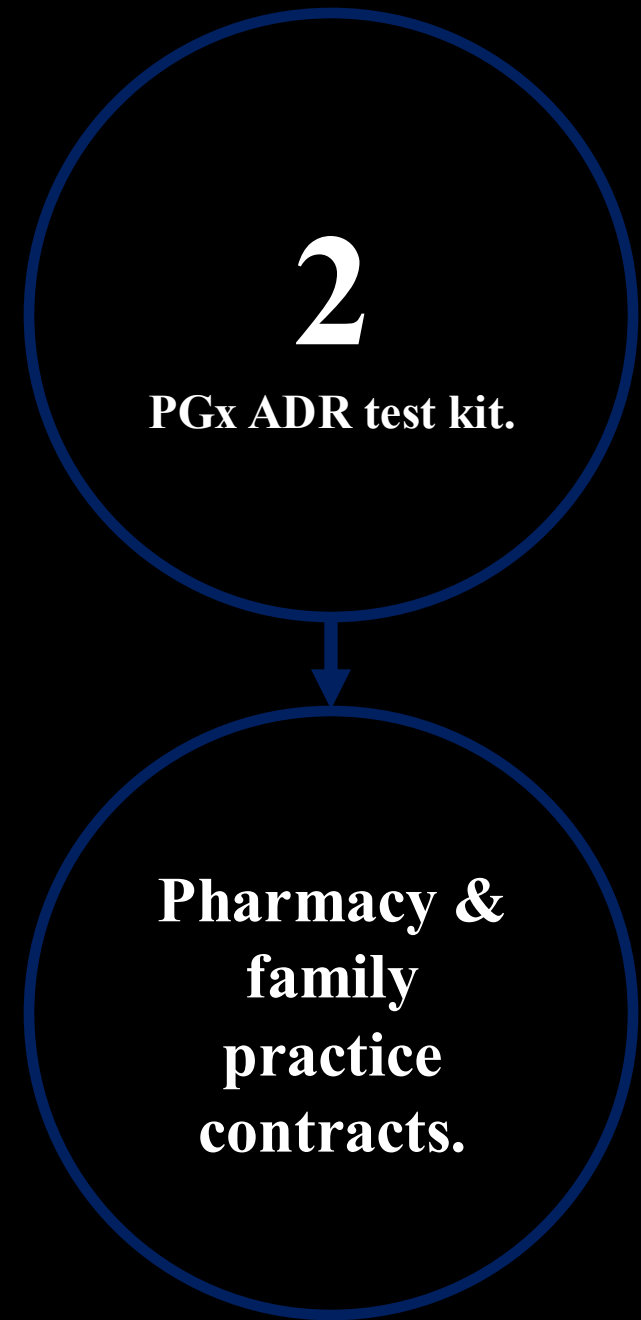 2
PGx ADR test kit.
Pharmacy &
family
practice
contracts.